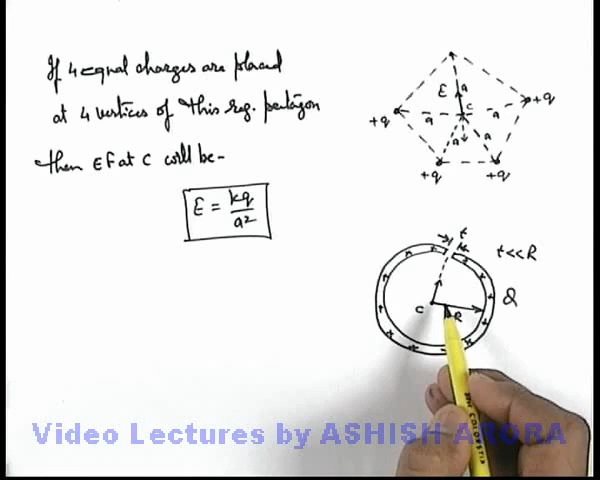 If 4 equal charges are placed
at 4 vertices of this reg. pentagon
then EF at C will be-
E = kq/a²
E
a
C
a
a
+q
+q
a
a
+q
+q
t
t<<R
Q
C
R
Video Lectures by ASHISH ARORA